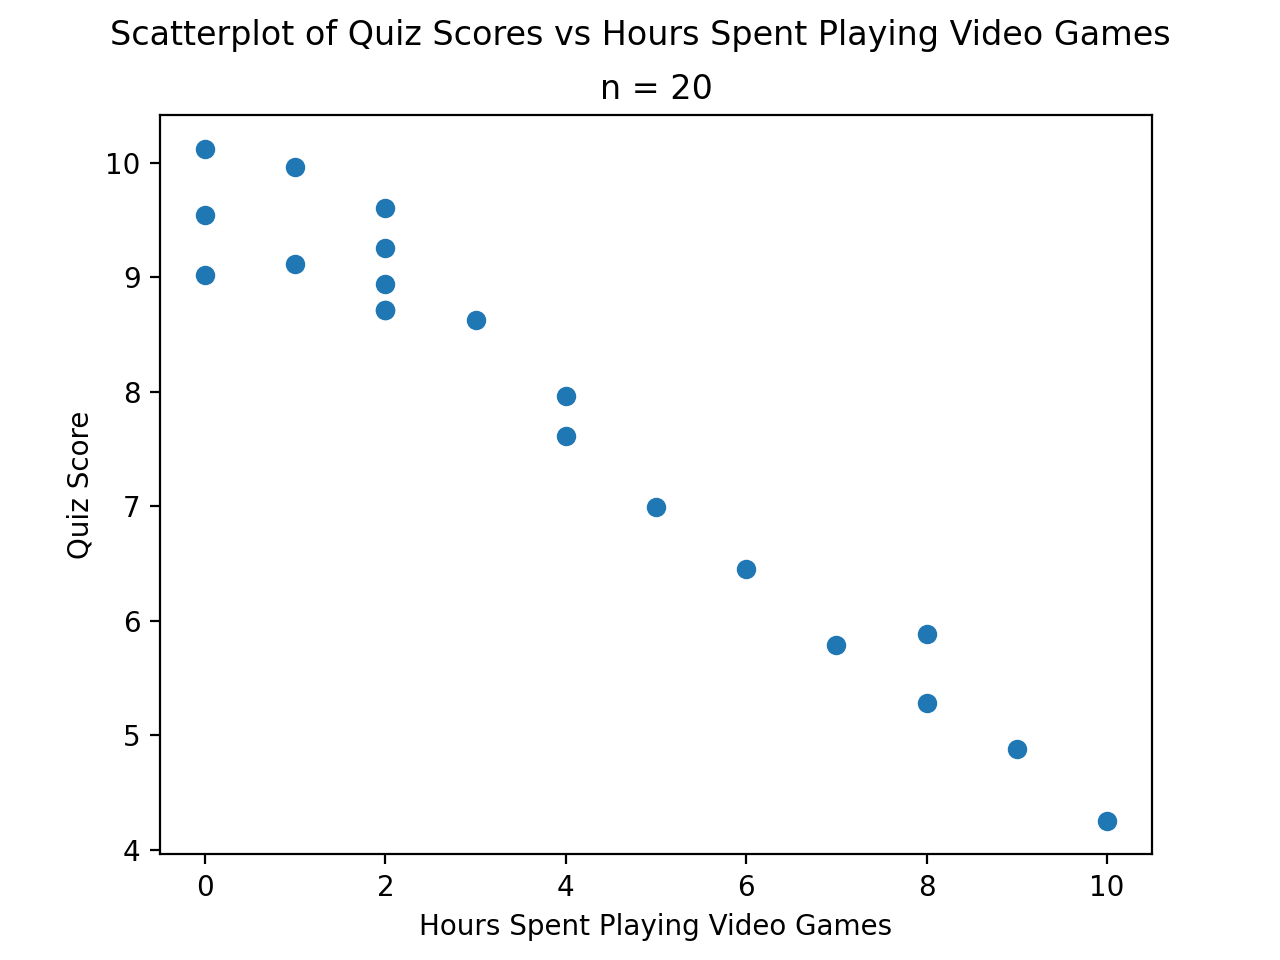 Scatterplot of Quiz Scores vs Hours Spent Playing Video Games
n = 20
10
9
8
7
6
5
4
Quiz Score
0 2 4 6 8 10
Hours Spent Playing Video Games